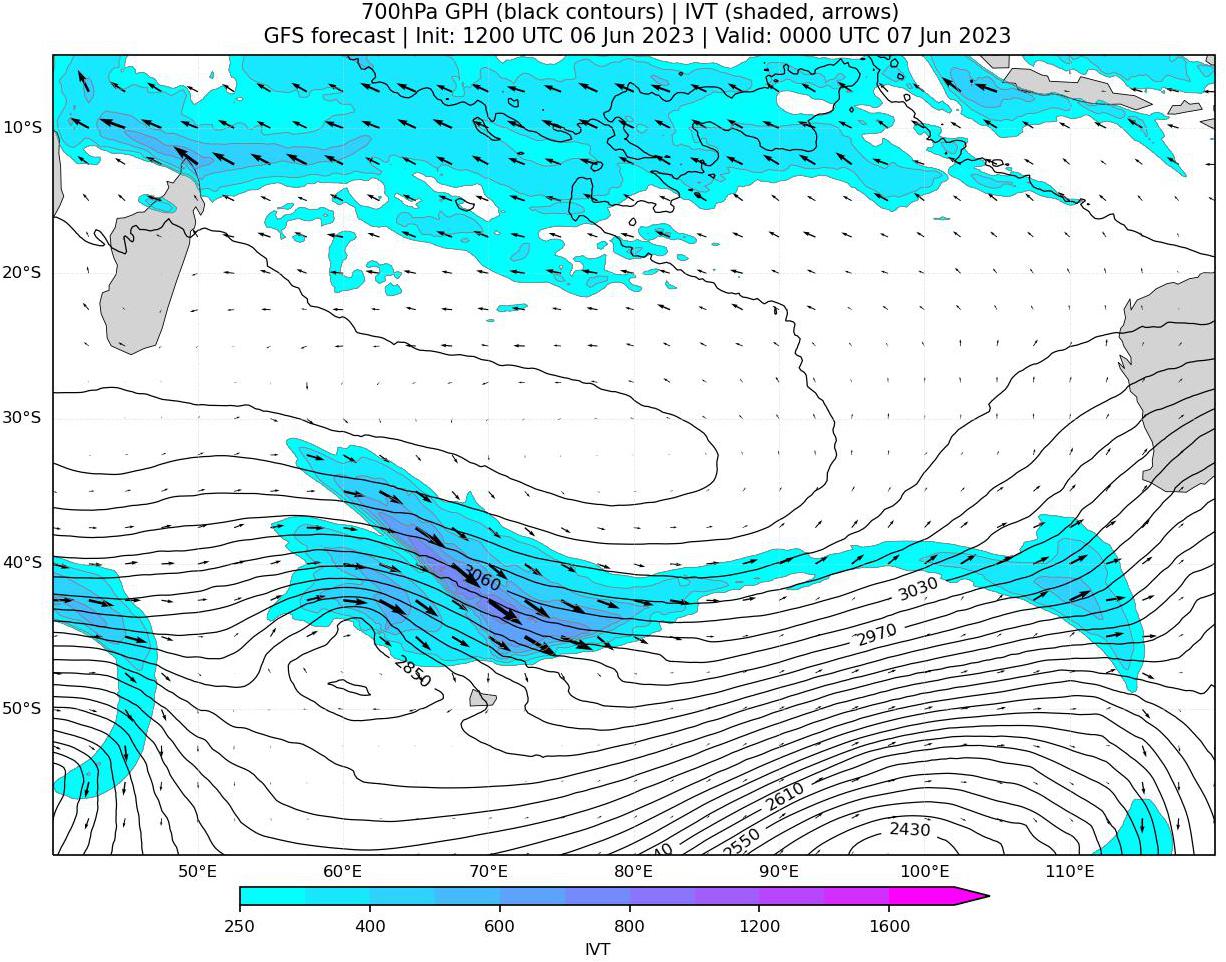 700hPa GPH (black contours) | IVT (shaded, arrows)
GFS forecast | Init: 1200 UTC 06 Jun 2023 | Valid: 0000 UTC 07 Jun 2023
10°S
20°S
30°S
40°S
50°S
3060
3030
2970
2850
2610
2550
2430
40
50°E
60°E
70°E
80°E
90°E
100°E
110°E
250
400
600
800
1200
1600
IVT